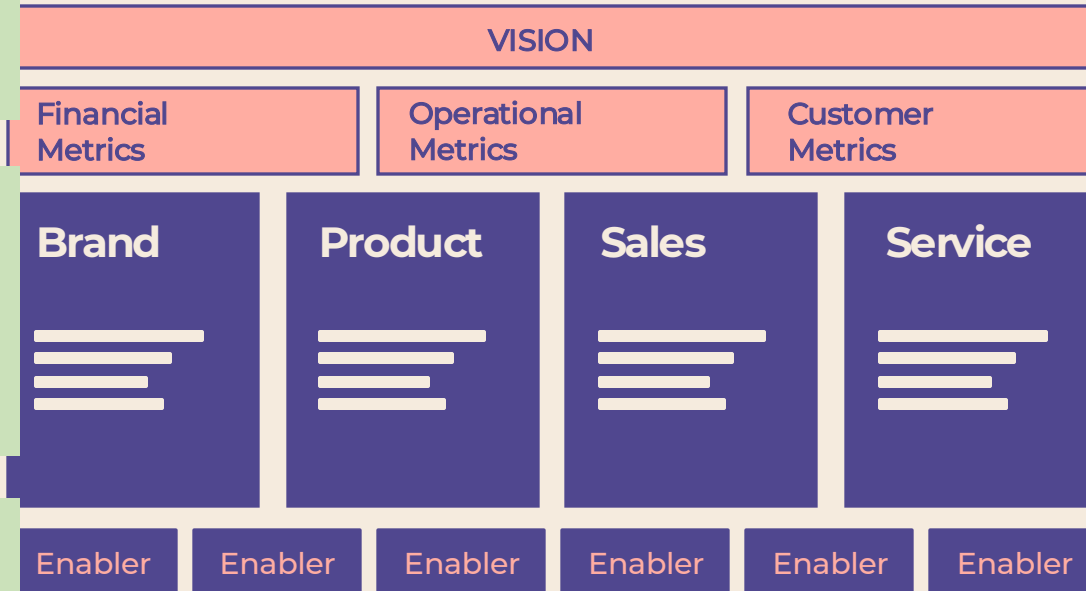 VISION
Financial
Metrics
Operational
Metrics
Customer
Metrics
Brand
Product
Sales
Service
Enabler
Enabler
Enabler
Enabler
Enabler
Enabler